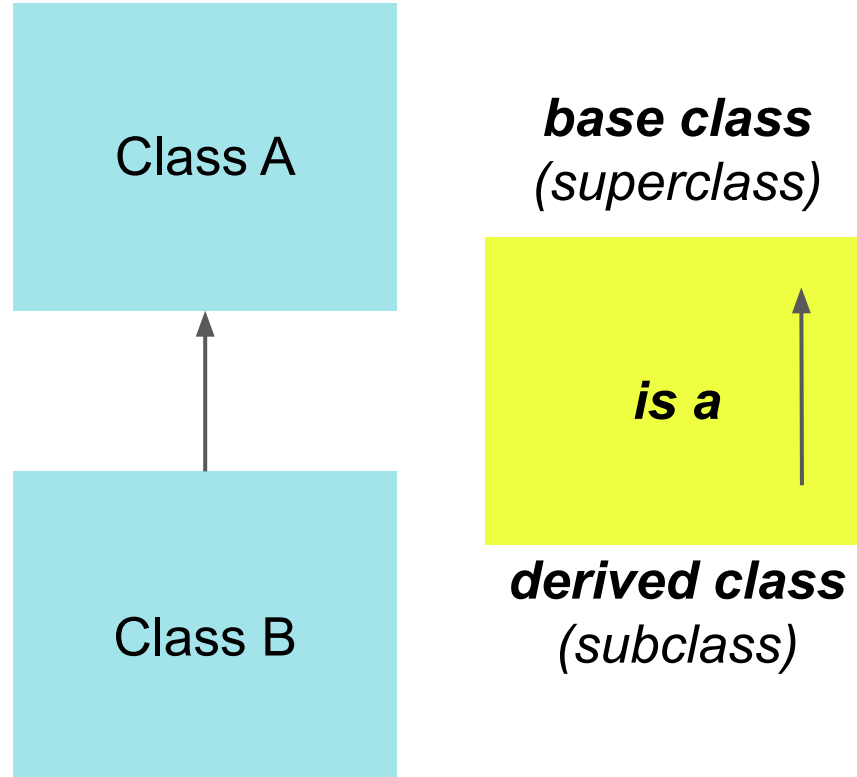 Class A
base class
(superclass)
is a
derived class
(subclass)
Class B